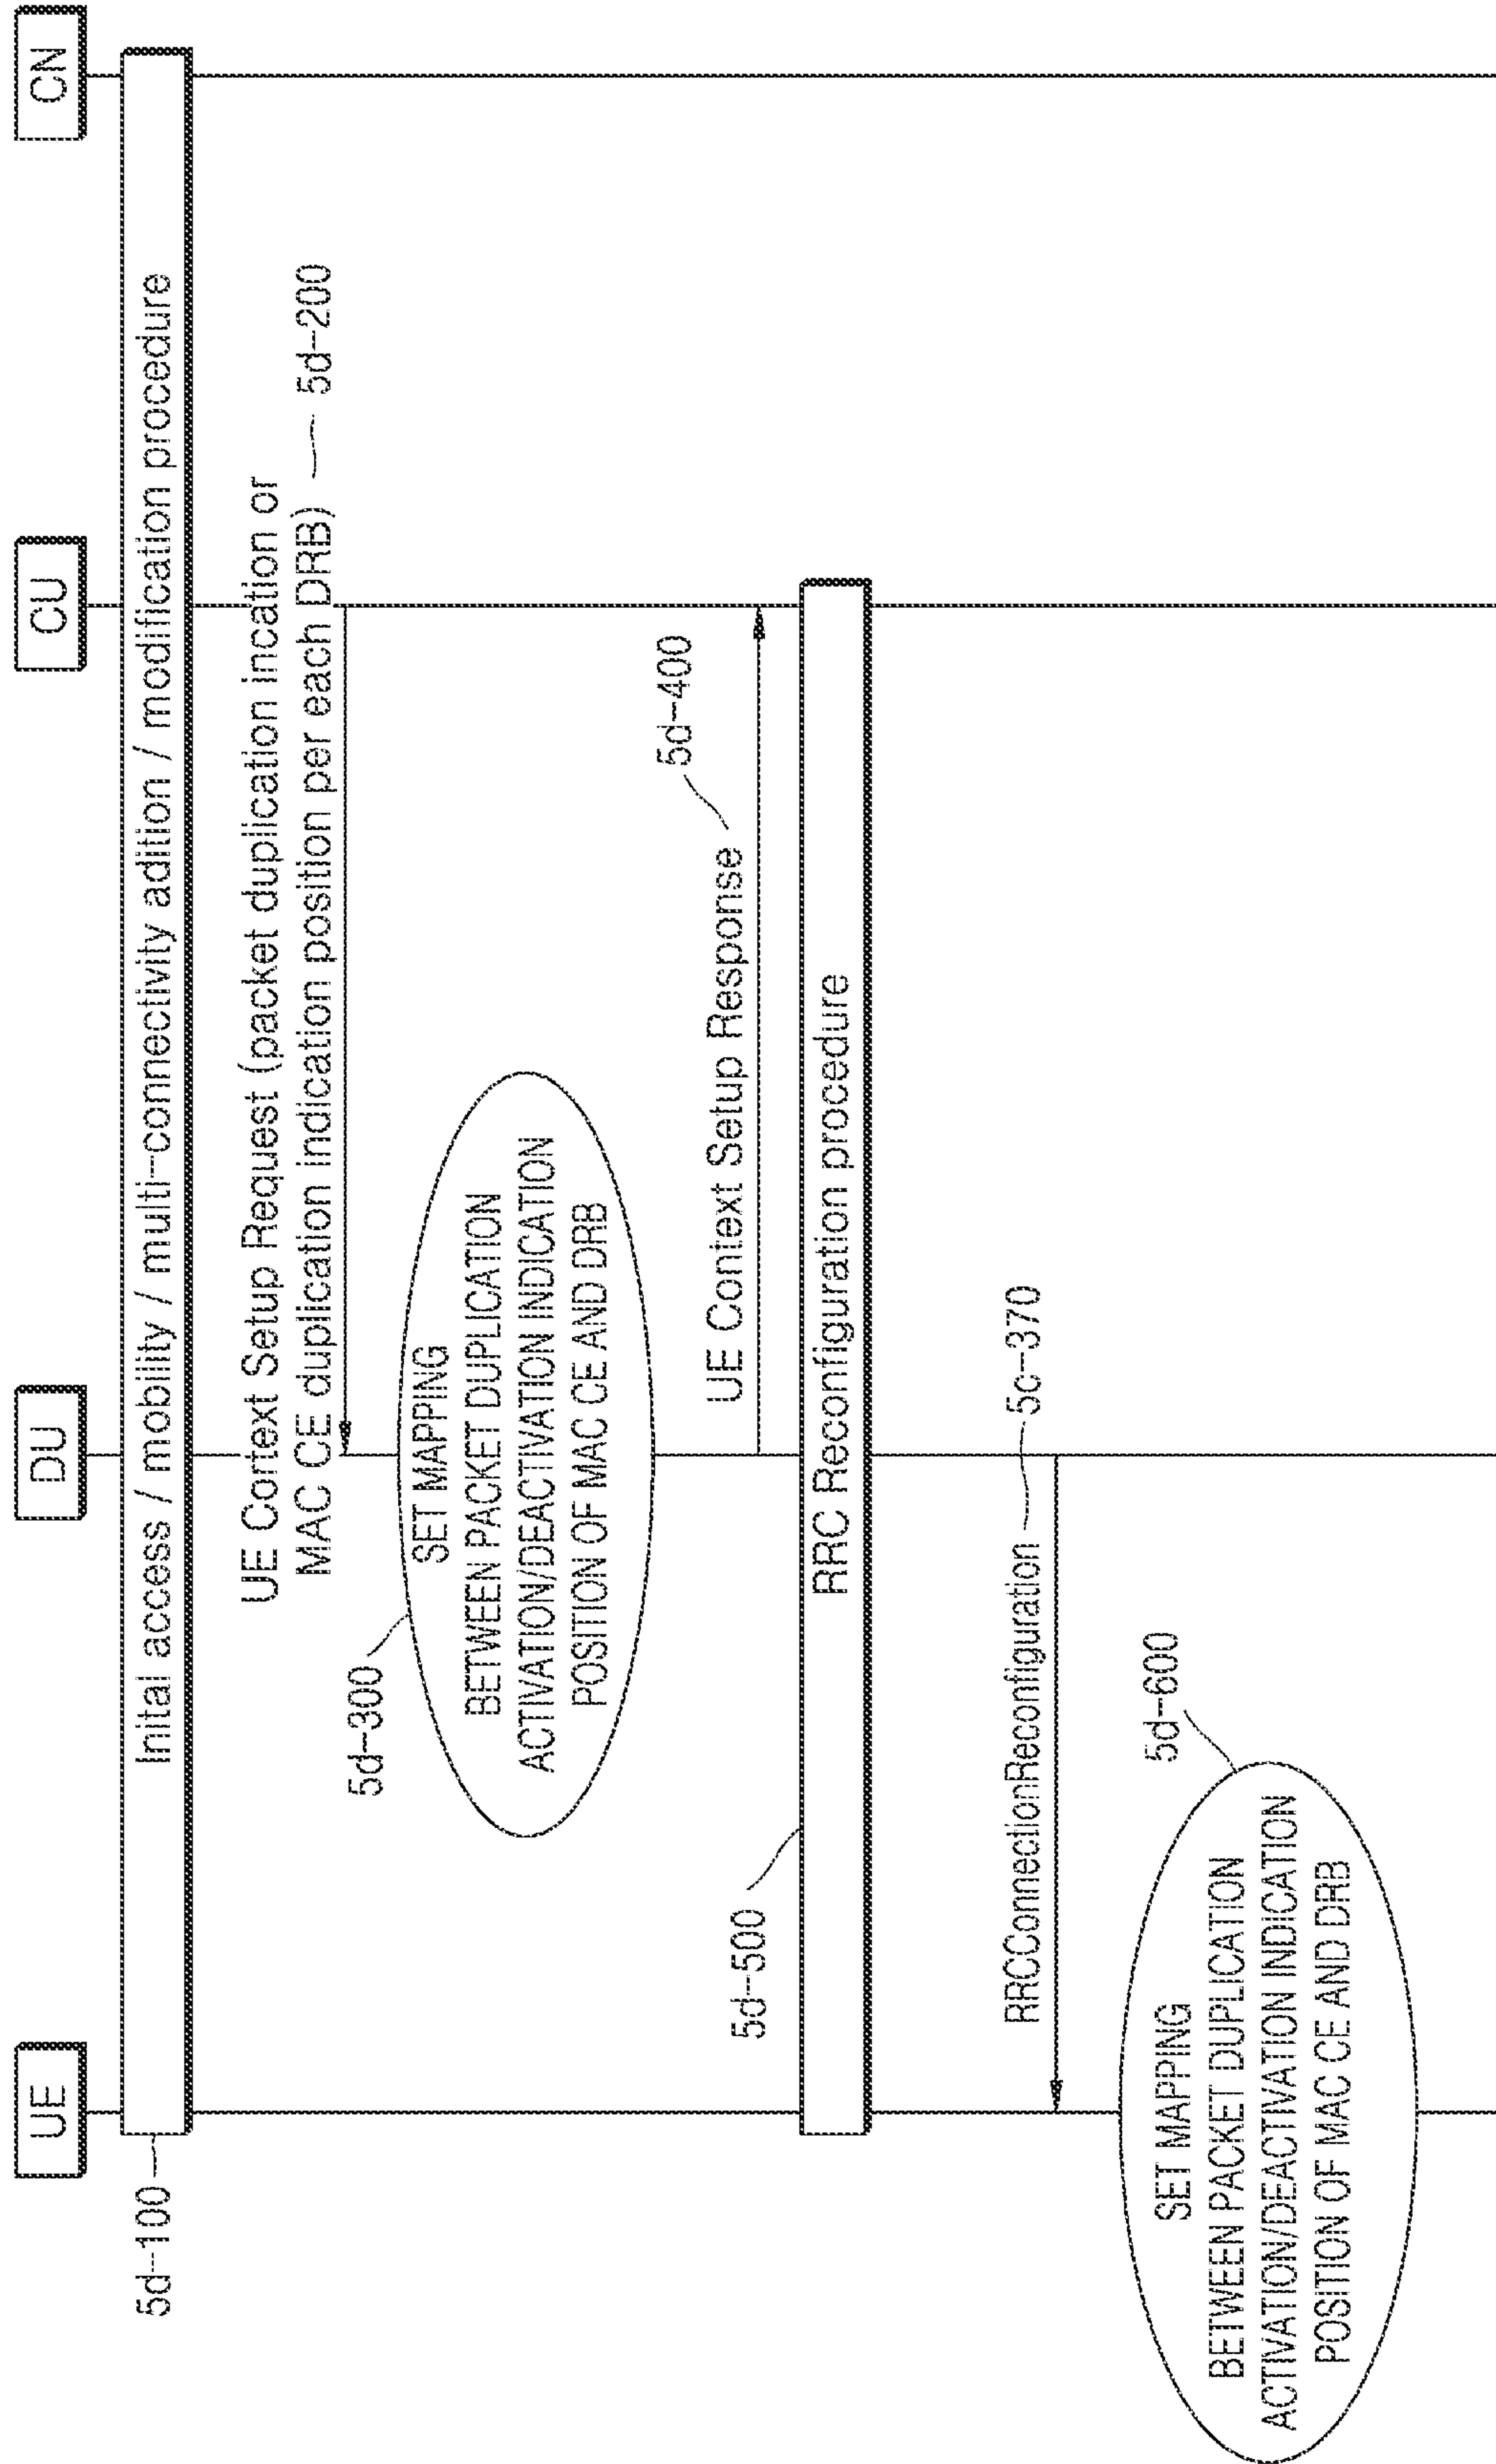 UE
DU
CU
CN
5d-100
Inital access / mobility / multi-connectivity adition / modification procedure
UE Cortext Setup Request (packet duplication incation or
MAC CE duplication indication position per each DRB)
5d-200
5d-300
SET MAPPING
BETWEEN PACKET DUPLICATION
ACTIVATION/DEACTIVATION INDICATION
POSITION OF MAC CE AND DRB
UE Context Setup Response
5d-400
5d-500
RRC Reconfiguration procedure
RRCConnectionReconfiguration
5c-370
5d-600
SET MAPPING
BETWEEN PACKET DUPLICATION
ACTIVATION/DEACTIVATION INDICATION
POSITION OF MAC CE AND DRB